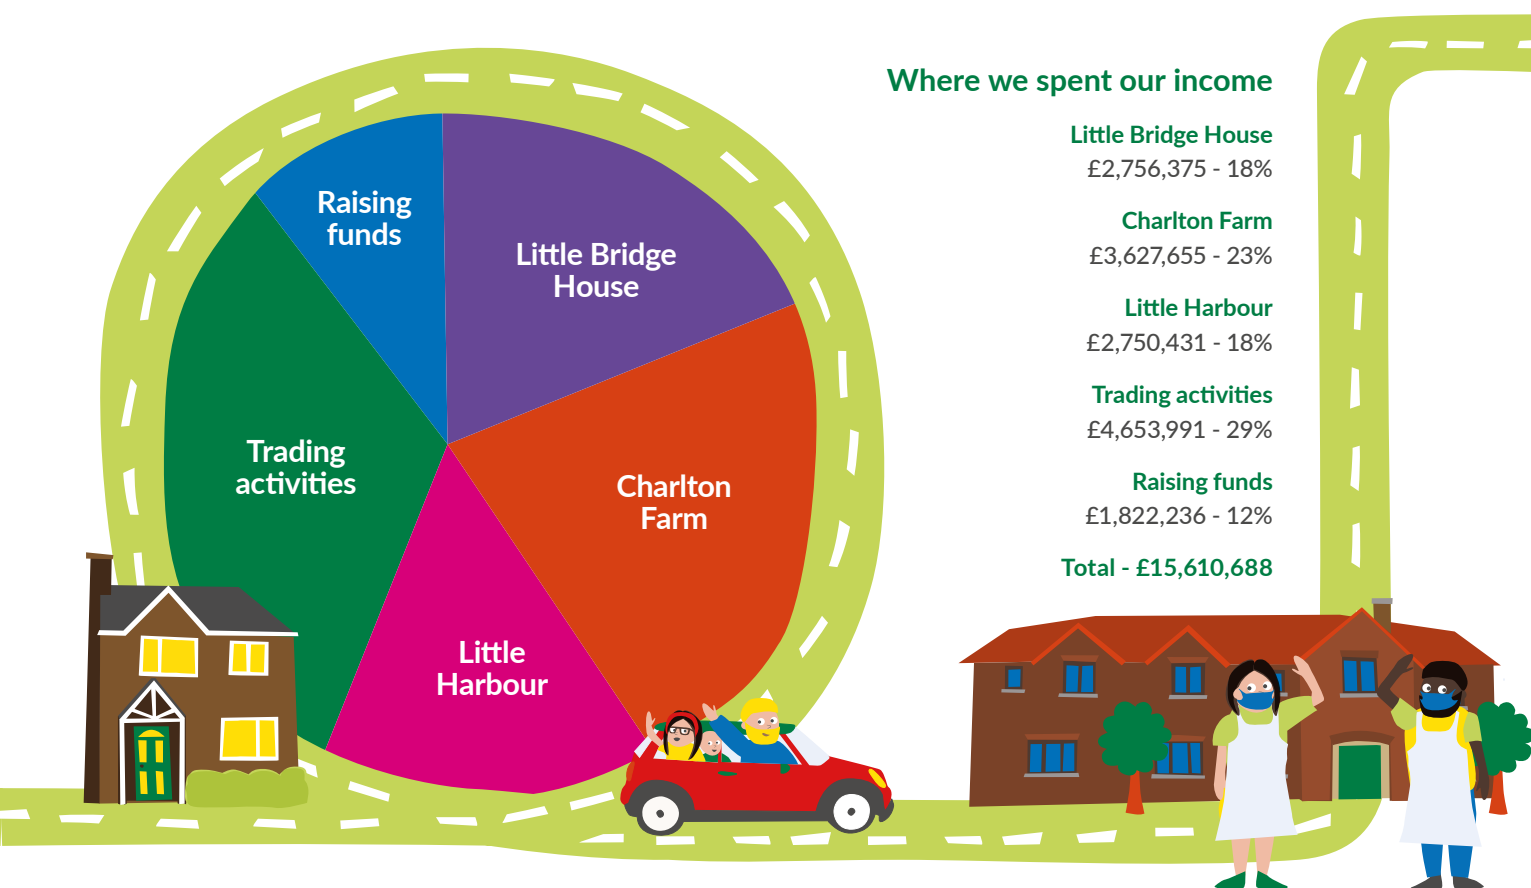 Raising
funds
Little Bridge
House
Trading
activities
Charlton
Farm
Little
Harbour
Where we spent our income
Little Bridge House
£2,756,375 - 18%
Charlton Farm
£3,627,655 - 23%
Little Harbour
£2,750,431 - 18%
Trading activities
£4,653,991 - 29%
Raising funds
£1,822,236 - 12%
Total - £15,610,688